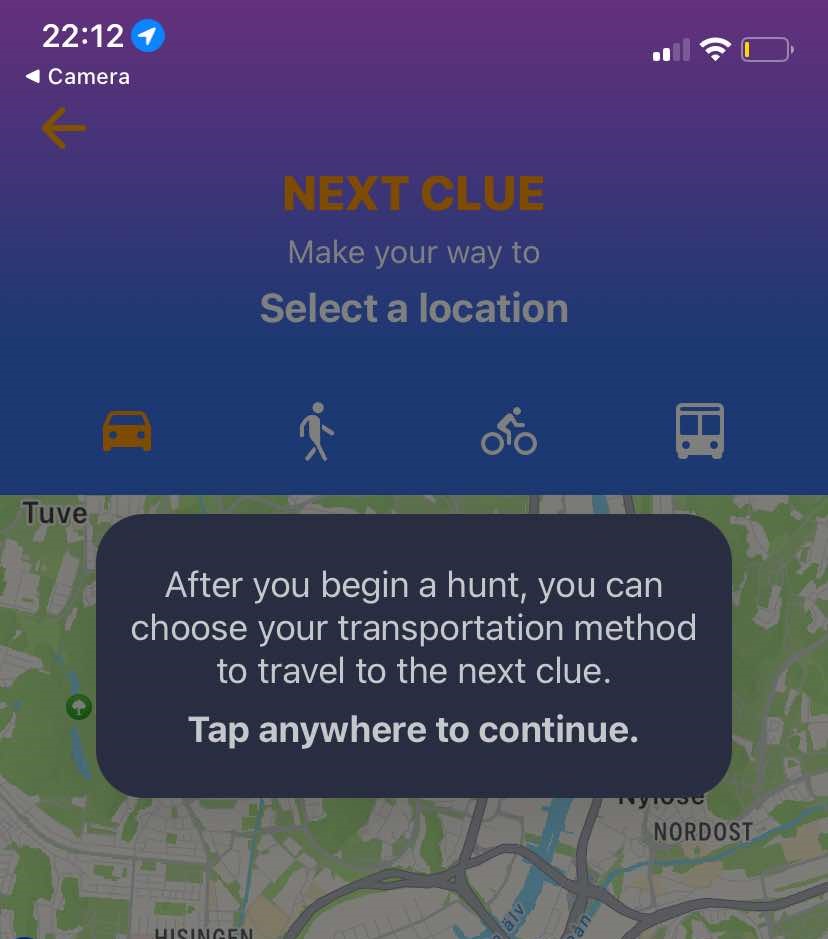 22:12
◀ Camera
NEXT CLUE
Make your way to
Select a location
Tuve
After you begin a hunt, you can
choose your transportation method
to travel to the next clue.
Tap anywhere to continue.
NORDOST
HISINGEN
älv